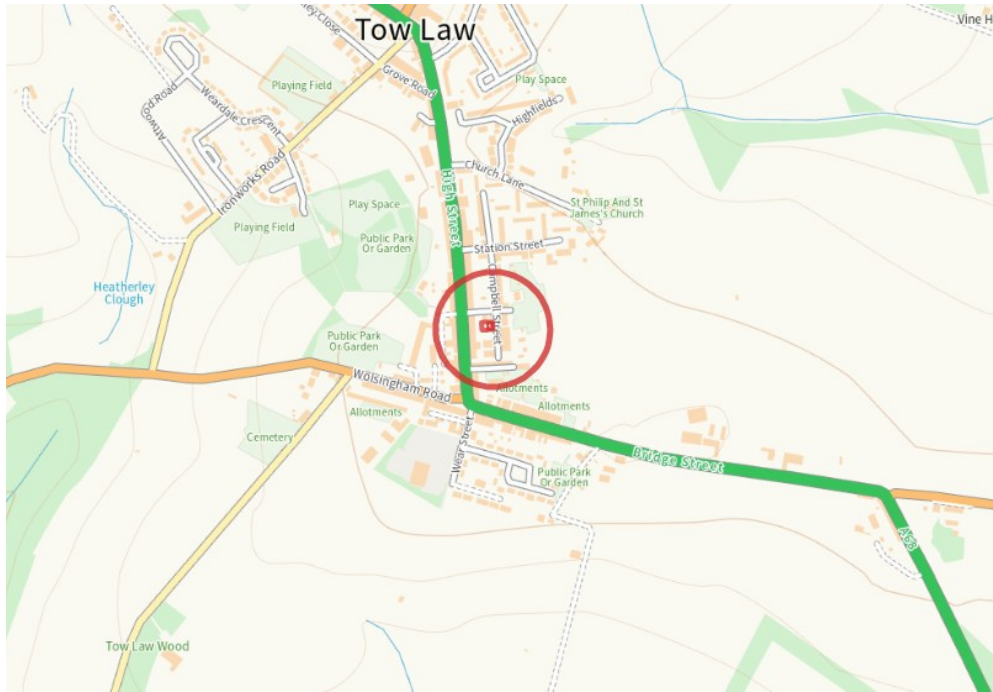 Tow Law
Vine H
ley Close
Grove Road
Playing Field
Play Space
Attwood Road
Weardale Crescent
Highfields
Ironworks Road
High Street
Church Lane
Play Space
St Philip And St
James's Church
Playing Field
Public Park
Or Garden
Station Street
Campbell Street
Heatherley
Clough
Public Park
Or Garden
Wolsingham Road
Allotments
Allotments
Allotments
Cemetery
Wear Street
Bridge Street
Public Park
Or Garden
A68
Tow Law Wood